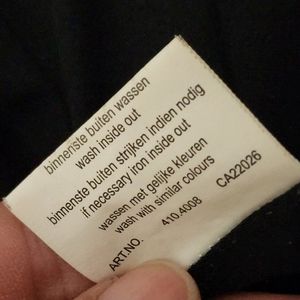 binnenste buiten wassen
wash inside out
binnenste buiten strijken indien nodig
if necessary iron inside out
wassen met gelijke kleuren
wash with similar colours
ART.NO. 410.4008 CA22026